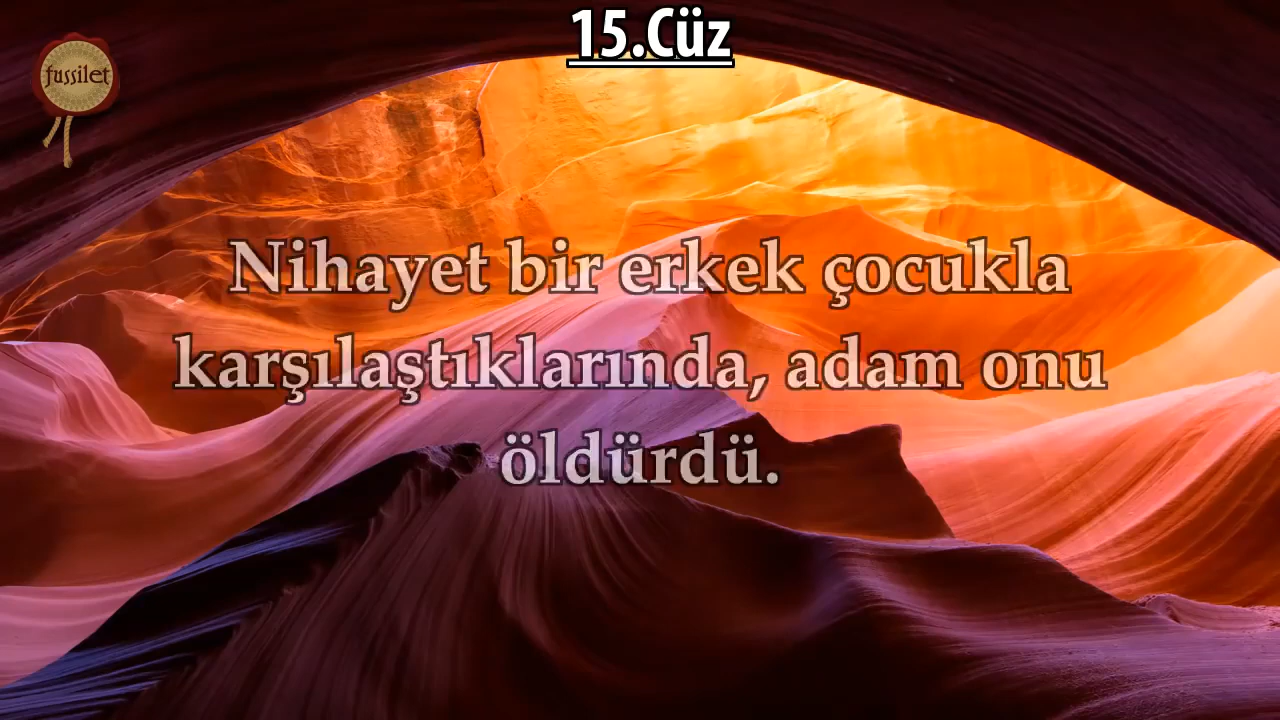 15.Cüz
fussilet
Nihayet bir erkek çocukla
karşılaştıklarında, adam onu
öldürdü.